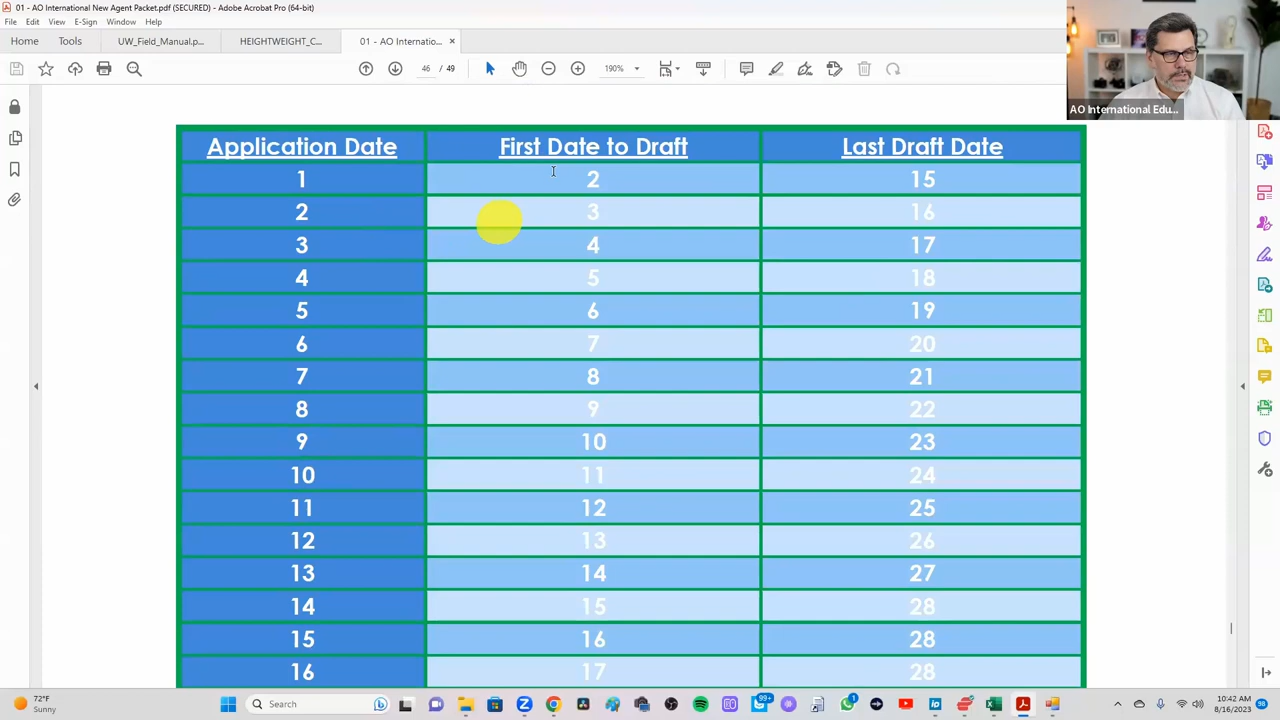 01 - AO International New Agent Packet.pdf (SECURED) - Adobe Acrobat Pro (64-bit)
File Edit View E-Sign Window Help
Home Tools UW_Field_Manual.p... HEIGHTWEIGHT_C... 01 - AO Internatio... ×
46 / 49 190%
AO International Edu...
Application Date First Date to Draft Last Draft Date
1 2 15
2 3 16
3 4 17
4 5 18
5 6 19
6 7 20
7 8 21
8 9 22
9 10 23
10 11 24
11 12 25
12 13 26
13 14 27
14 15 28
15 16 28
16 17 28
72°F
Sunny
Search
99+
1
10:42 AM
8/16/2023
98